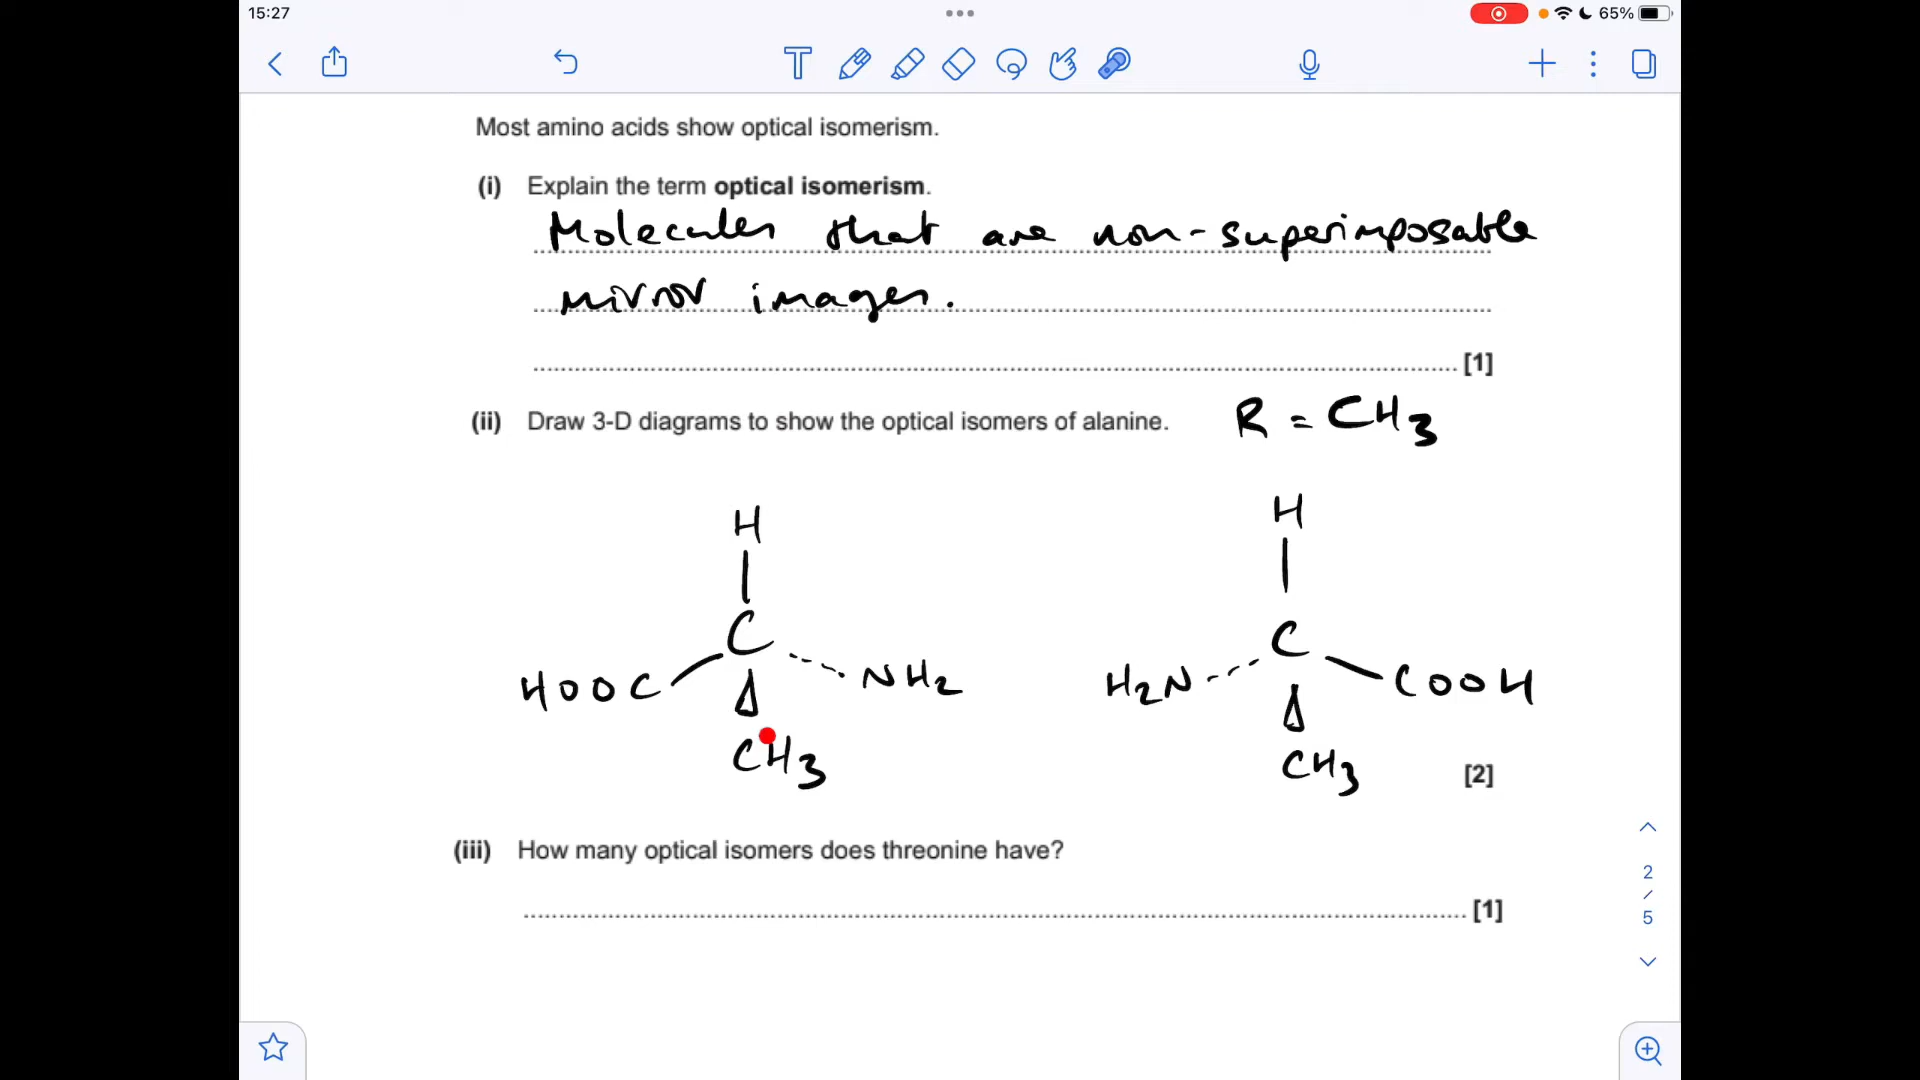 15:27
65%
T
Most amino acids show optical isomerism.
(i) Explain the term optical isomerism.
Molecules that are non-superimposable
mirror images.
[1]
(ii) Draw 3-D diagrams to show the optical isomers of alanine. R = CH3
H H
C C
HOOC NH2 H2N COOH
CH3 CH3
[2]
(iii) How many optical isomers does threonine have?
[1]
2
/
5